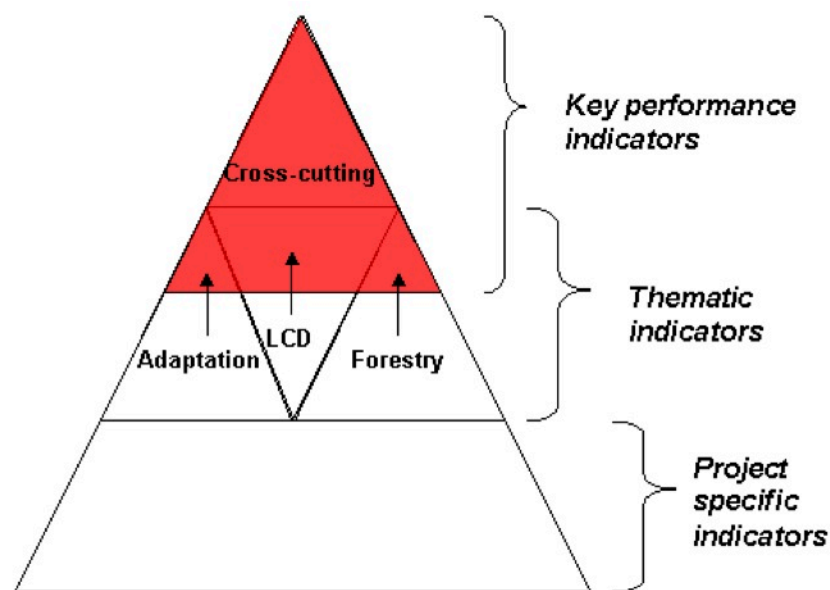 Key performance
indicators
Cross-cutting
Thematic
indicators
LCD
Adaptation
Forestry
Project
specific
indicators